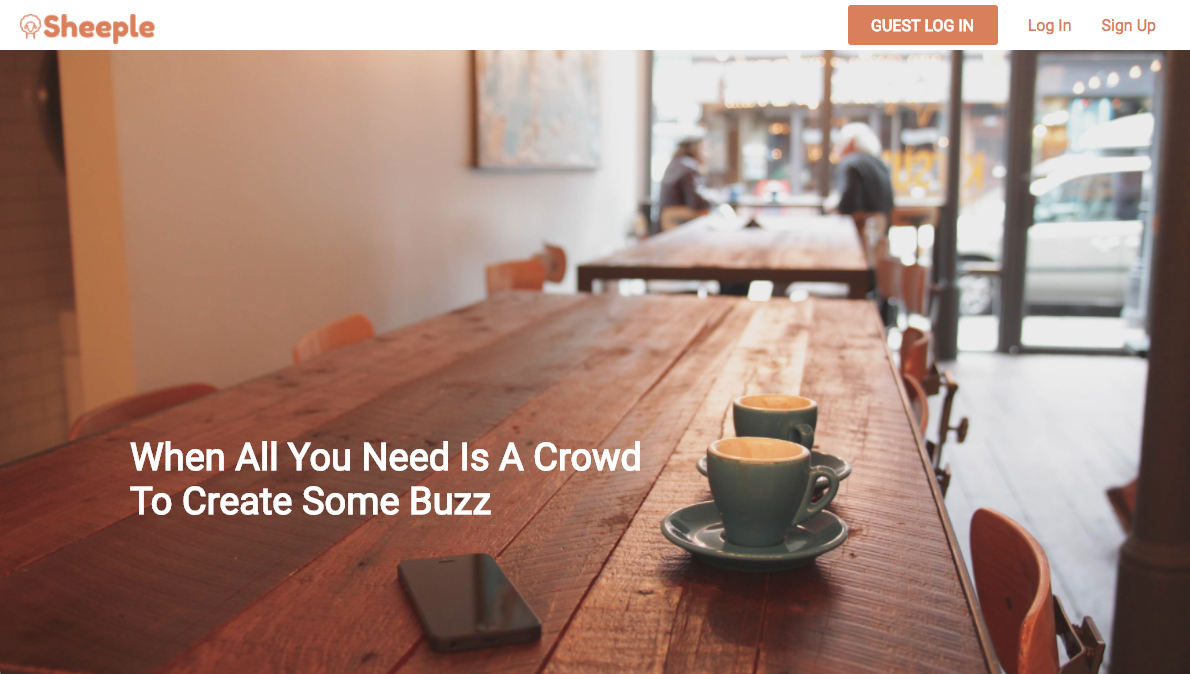 Sheeple
GUEST LOG IN
Log In
Sign Up
When All You Need Is A Crowd
To Create Some Buzz